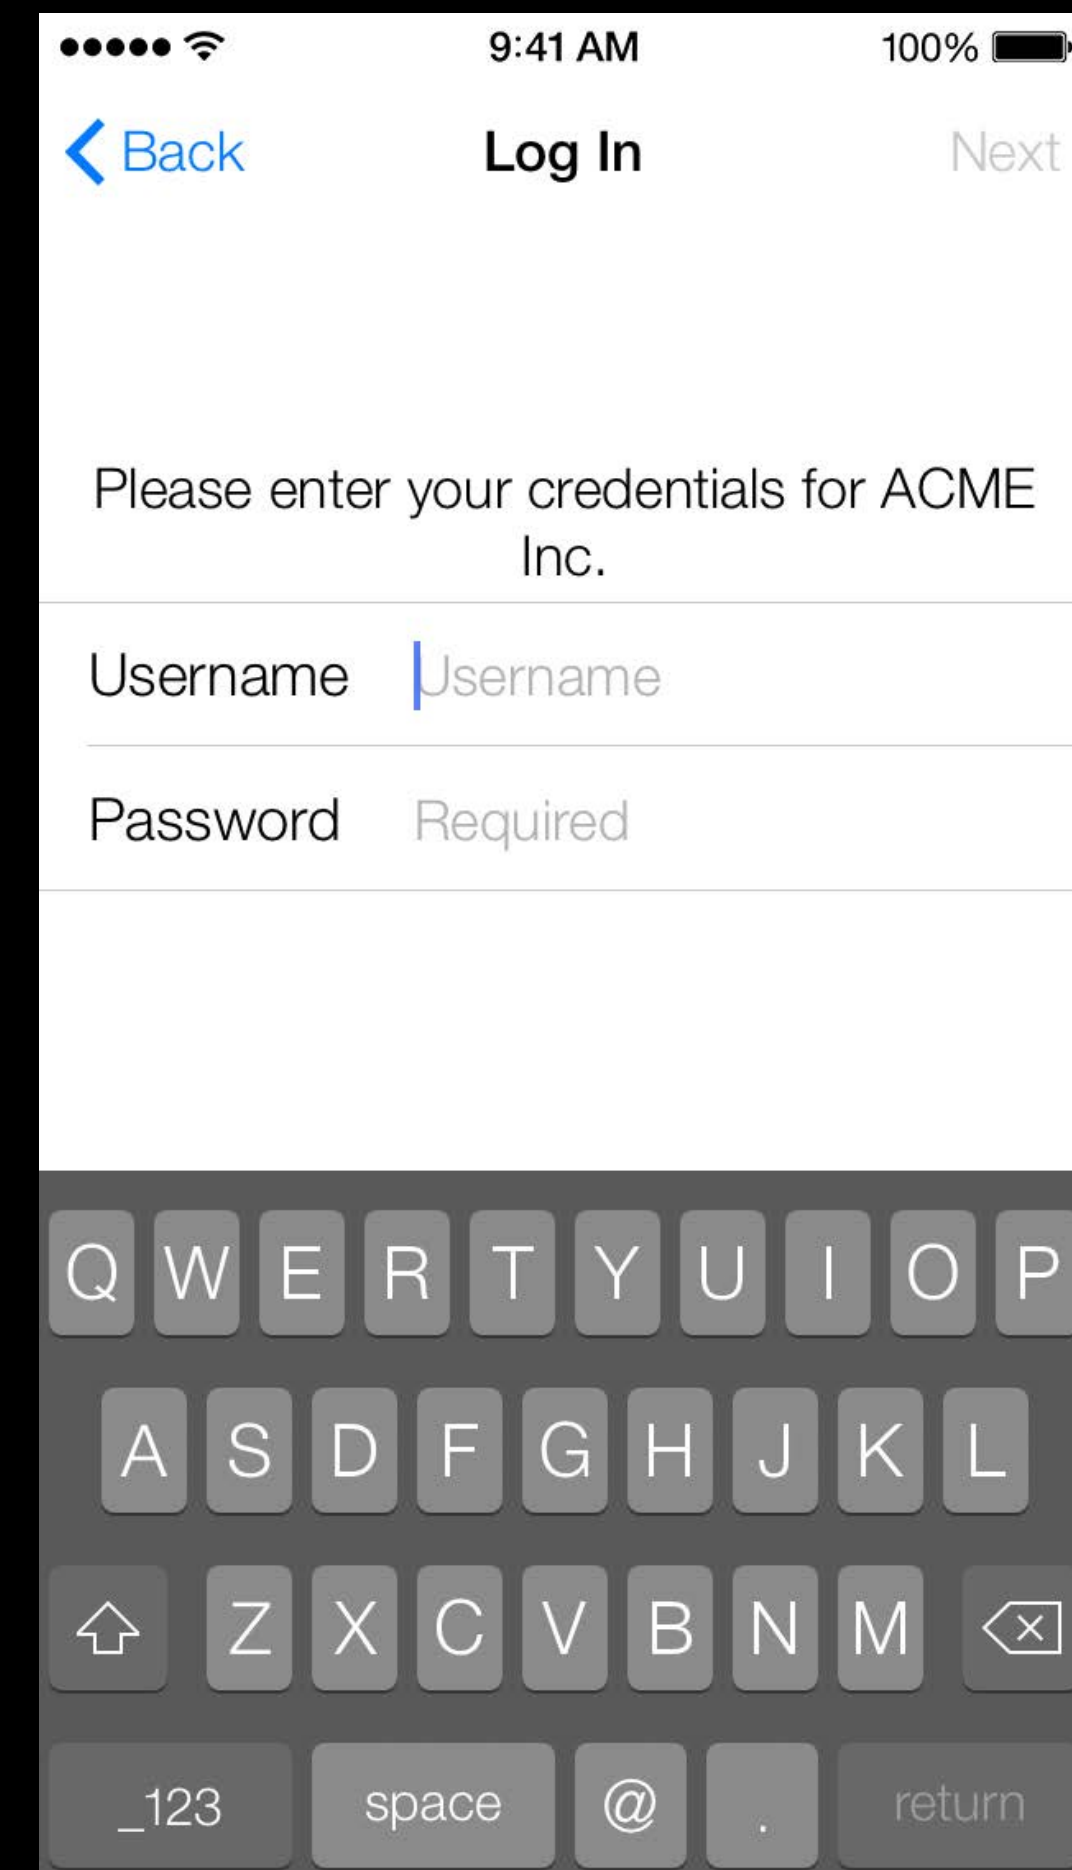 9:41 AM 100%
Back Log In Next
Please enter your credentials for ACME
Inc.
Username Username
Password Required
Q W E R T Y U I O P
A S D F G H J K L
Z X C V B N M
_123 space @ . return